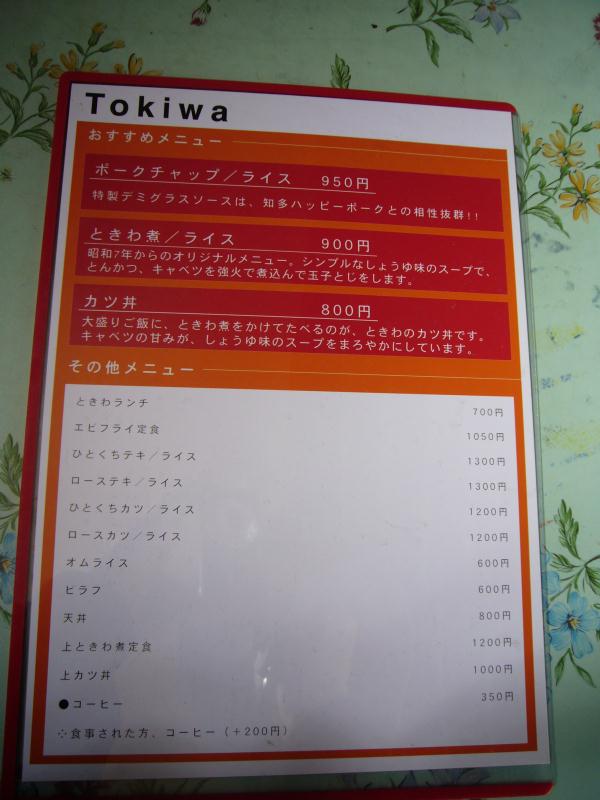 Tokiwa
おすすめメニュー
ポークチャップ／ライス 950円
特製デミグラスソースは、知多ハッピーポークとの相性抜群!!
ときわ煮／ライス 900円
昭和7年からのオリジナルメニュー。シンプルなしょうゆ味のスープで、
とんかつ、キャベツを強火で煮込んで玉子とじをします。
カツ丼 800円
大盛りご飯に、ときわ煮をかけてたべるのが、ときわのカツ丼です。
キャベツの甘みが、しょうゆ味のスープをまろやかにしています。
その他メニュー
ときわランチ 700円
エビフライ定食 1050円
ひとくちテキ／ライス 1300円
ローステキ／ライス 1300円
ひとくちカツ／ライス 1200円
ロースカツ／ライス 1200円
オムライス 600円
ピラフ 600円
天丼 800円
上ときわ煮定食 1200円
上カツ丼 1000円
●コーヒー 350円
⁘食事された方、コーヒー（＋200円）